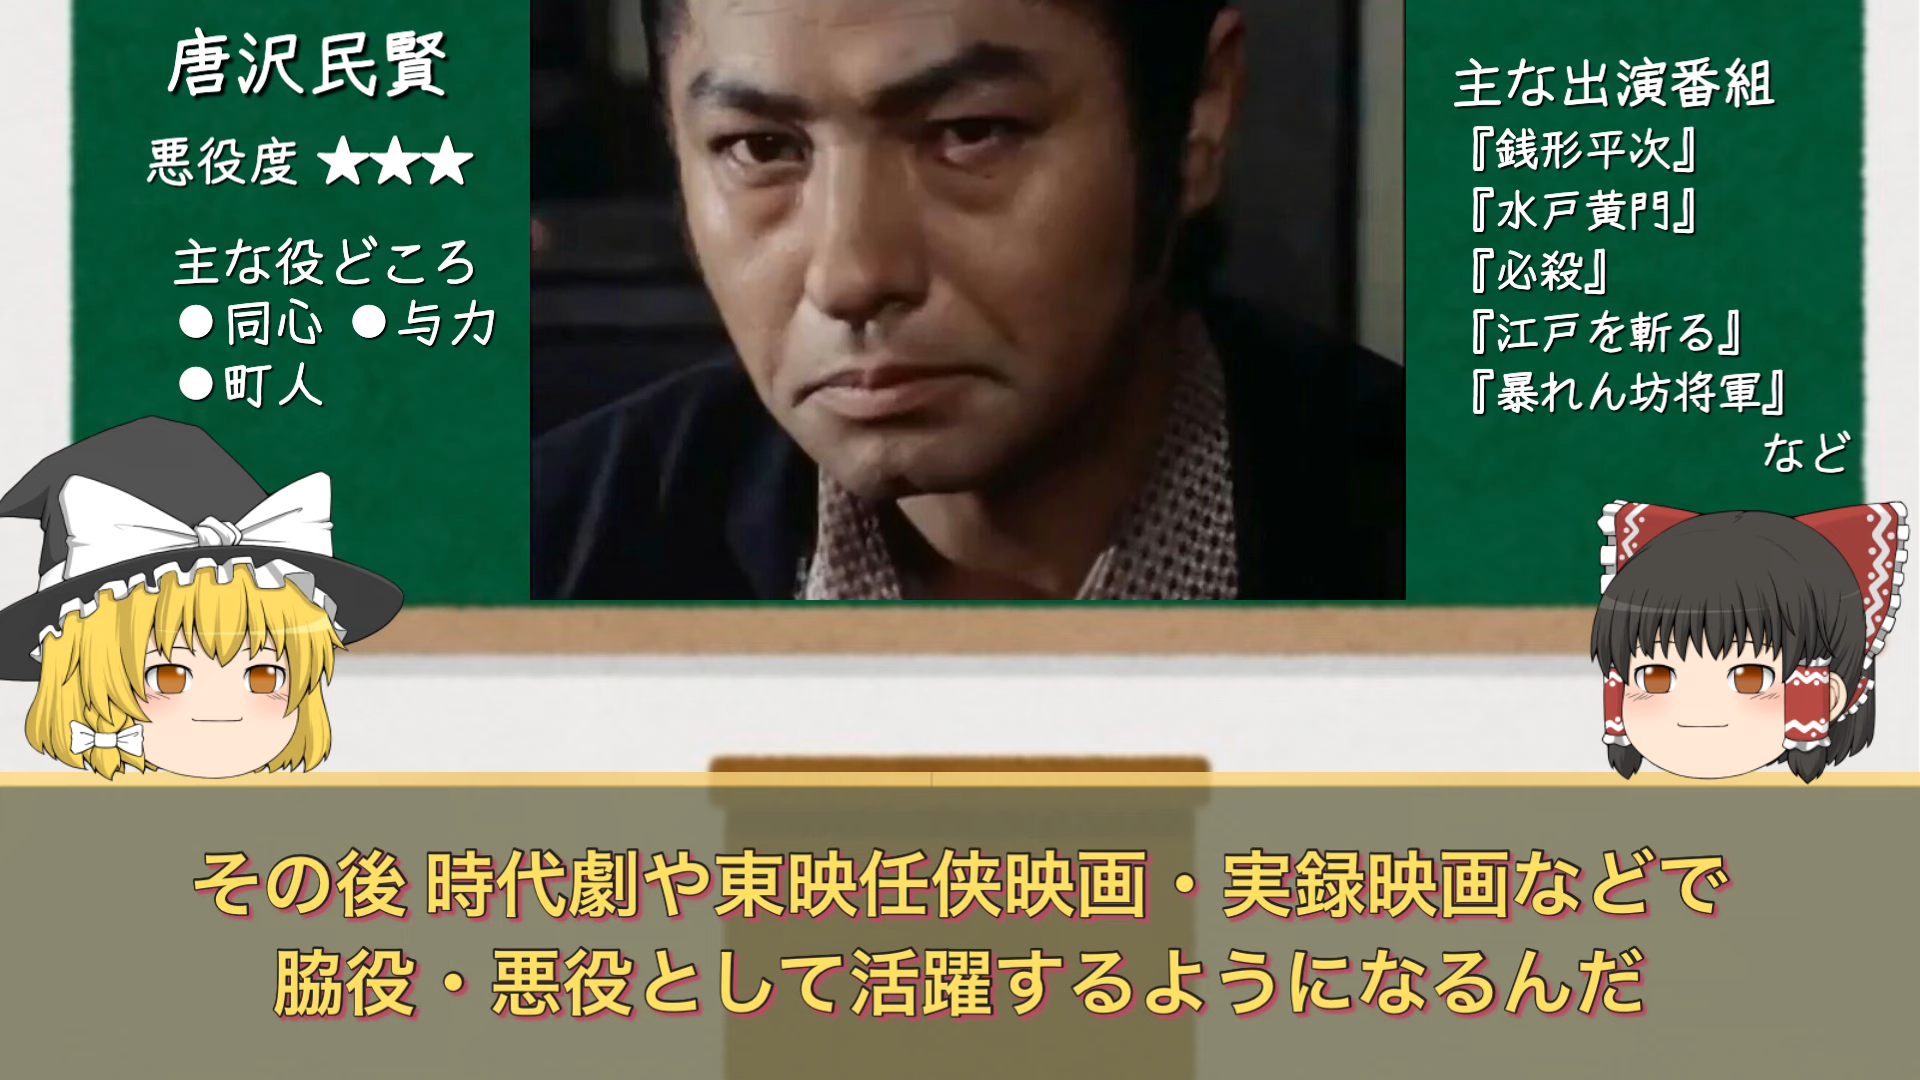 唐沢民賢
悪役度 ★★★
主な役どころ
●同心 ●与力
●町人
主な出演番組
『銭形平次』
『水戸黄門』
『必殺』
『江戸を斬る』
『暴れん坊将軍』
など
その後 時代劇や東映任侠映画・実録映画などで
脇役・悪役として活躍するようになるんだ